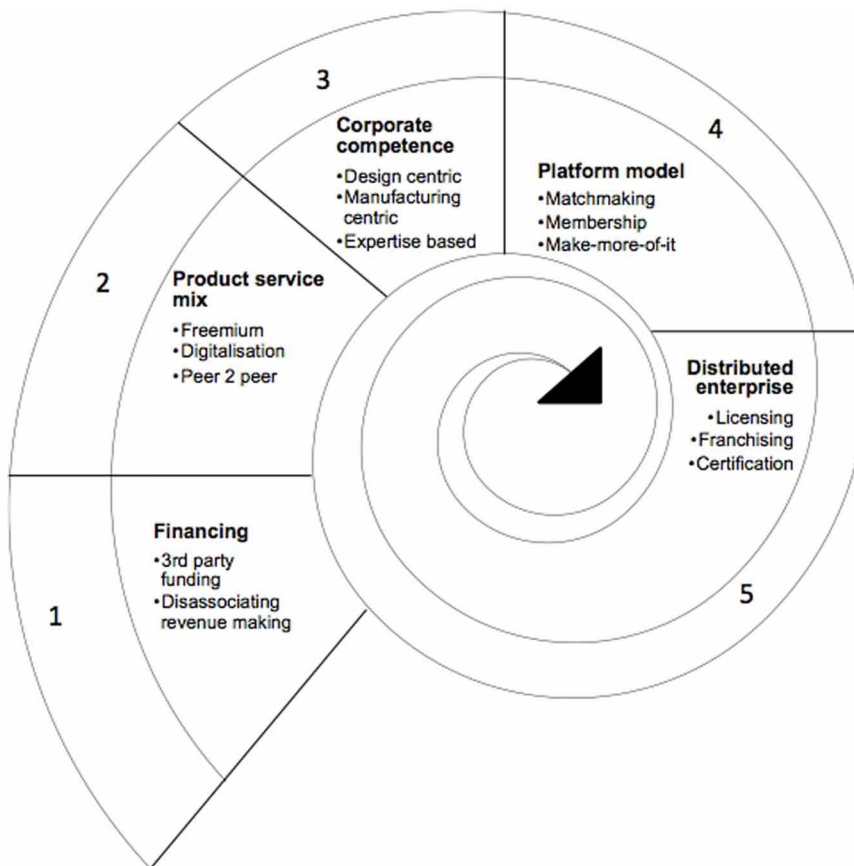 1
Financing
•3rd party
funding
•Disassociating
revenue making
2
Product service
mix
•Freemium
•Digitalisation
•Peer 2 peer
3
Corporate
competence
•Design centric
•Manufacturing
centric
•Expertise based
4
Platform model
•Matchmaking
•Membership
•Make-more-of-it
5
Distributed
enterprise
•Licensing
•Franchising
•Certification